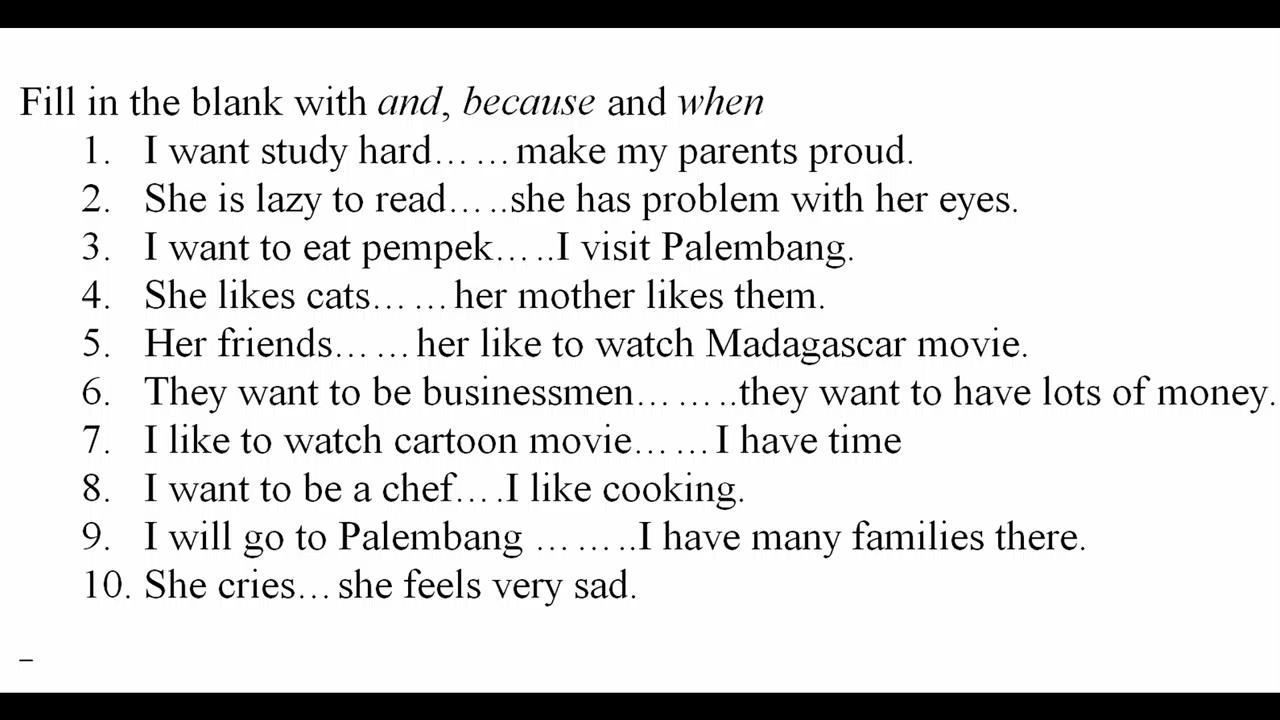 Fill in the blank with and, because and when
1. I want study hard……make my parents proud.
2. She is lazy to read…..she has problem with her eyes.
3. I want to eat pempek…..I visit Palembang.
4. She likes cats……her mother likes them.
5. Her friends……her like to watch Madagascar movie.
6. They want to be businessmen……..they want to have lots of money.
7. I like to watch cartoon movie……I have time
8. I want to be a chef….I like cooking.
9. I will go to Palembang ……..I have many families there.
10. She cries…she feels very sad.
–